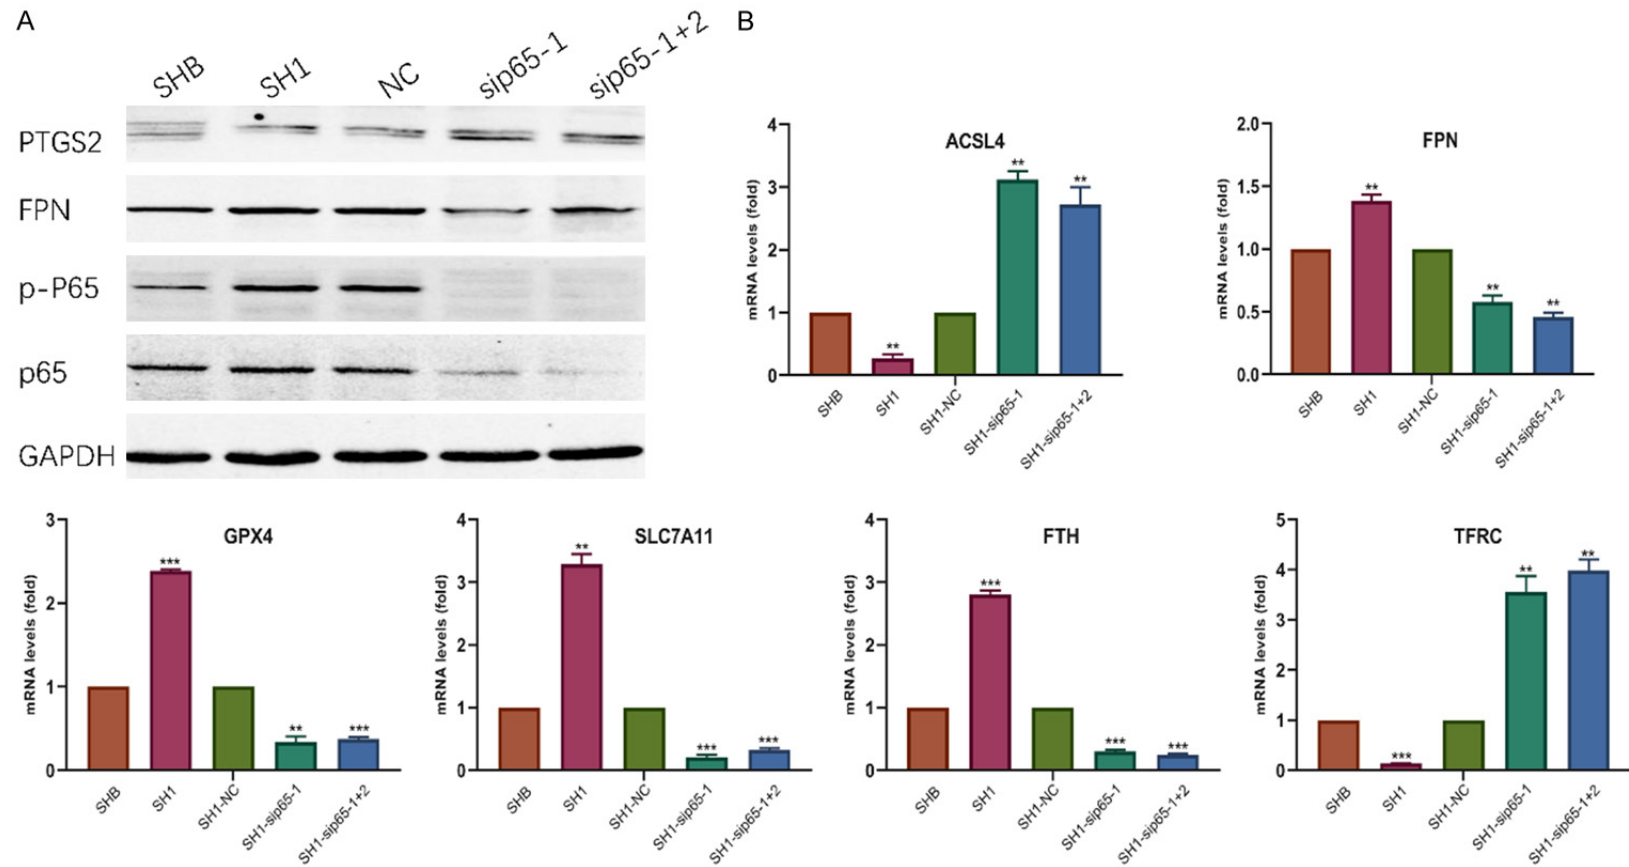 A
B
SHB SH1 NC sip65-1 sip65-1+2
PTGS2
FPN
p-P65
p65
GAPDH
ACSL4
mRNA levels (fold)
4
3
2
1
0
** ** **
SHB SH1 SH1-NC SH1-sip65-1 SH1-sip65-1+2
FPN
mRNA levels (fold)
2.0
1.5
1.0
0.5
0.0
** ** **
SHB SH1 SH1-NC SH1-sip65-1 SH1-sip65-1+2
GPX4
mRNA levels (fold)
3
2
1
0
*** ** ***
SHB SH1 SH1-NC SH1-sip65-1 SH1-sip65-1+2
SLC7A11
mRNA levels (fold)
4
3
2
1
0
** *** ***
SHB SH1 SH1-NC SH1-sip65-1 SH1-sip65-1+2
FTH
mRNA levels (fold)
4
3
2
1
0
*** *** ***
SHB SH1 SH1-NC SH1-sip65-1 SH1-sip65-1+2
TFRC
mRNA levels (fold)
5
4
3
2
1
0
*** ** **
SHB SH1 SH1-NC SH1-sip65-1 SH1-sip65-1+2